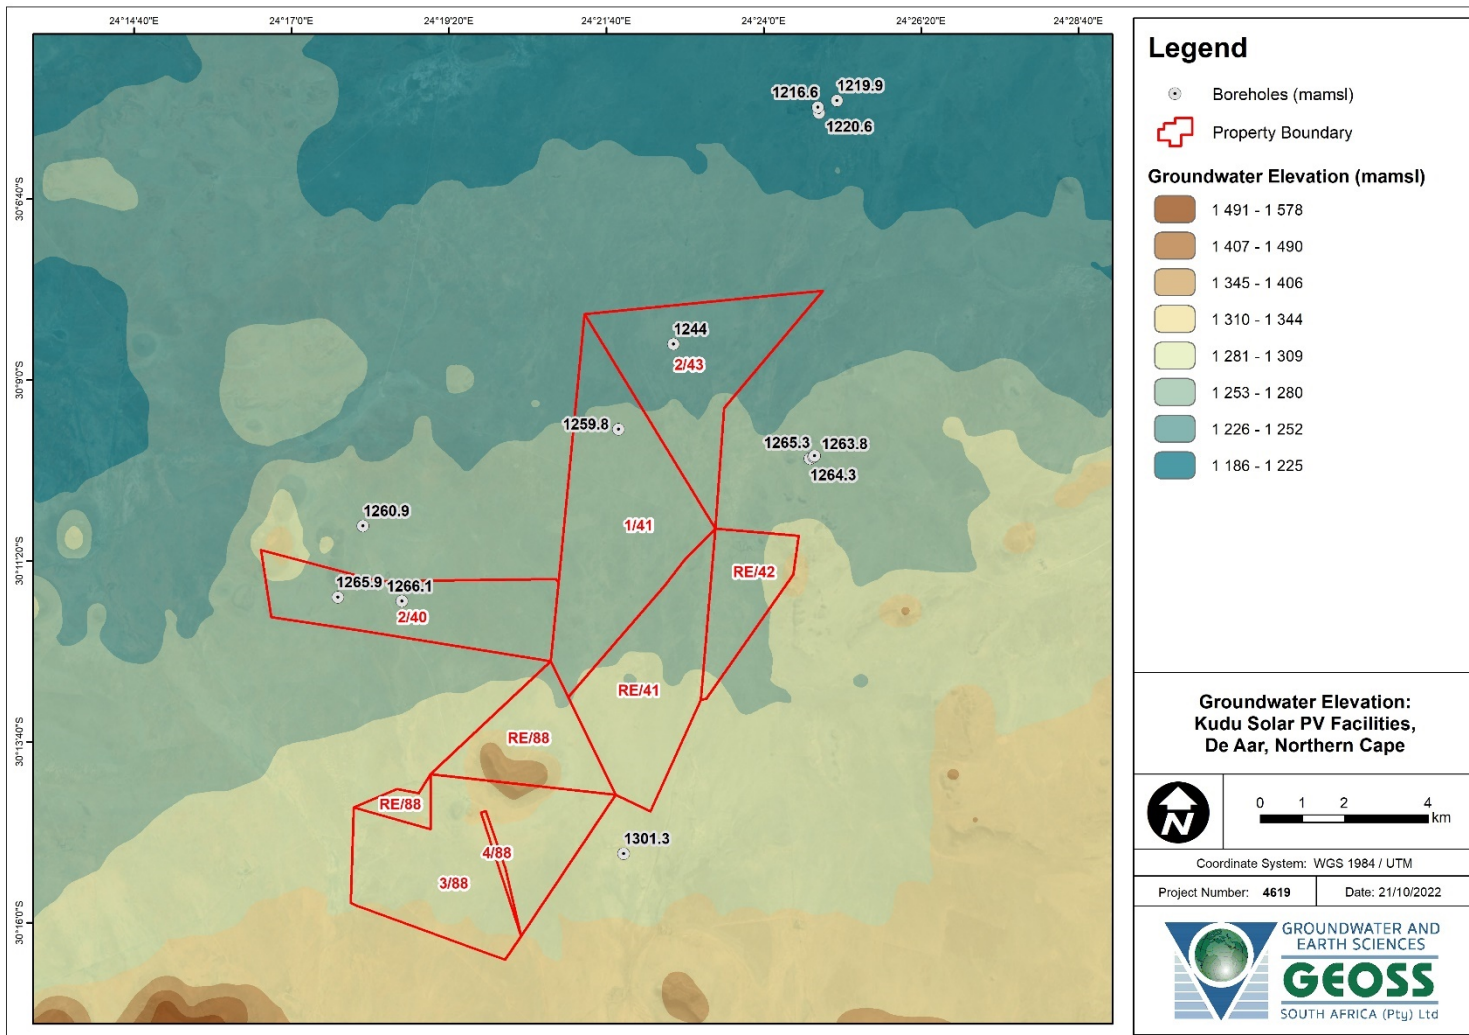 24°14'40"E
24°17'0"E
24°19'20"E
24°21'40"E
24°24'0"E
24°26'20"E
24°28'40"E
30°6'40"S
30°9'0"S
30°11'20"S
30°13'40"S
30°16'0"S
1216.6
1219.9
1220.6
1244
2/43
1259.8
1265.3
1263.8
1264.3
1260.9
1/41
RE/42
1265.9
1266.1
2/40
RE/41
RE/88
RE/88
4/88
3/88
1301.3
Legend
Boreholes (mamsl)
Property Boundary
Groundwater Elevation (mamsl)
1 491 - 1 578
1 407 - 1 490
1 345 - 1 406
1 310 - 1 344
1 281 - 1 309
1 253 - 1 280
1 226 - 1 252
1 186 - 1 225
Groundwater Elevation:
Kudu Solar PV Facilities,
De Aar, Northern Cape
N
0 1 2 4
km
Coordinate System: WGS 1984 / UTM
Project Number: 4619
Date: 21/10/2022
GROUNDWATER AND
EARTH SCIENCES
GEOSS
SOUTH AFRICA (Pty) Ltd